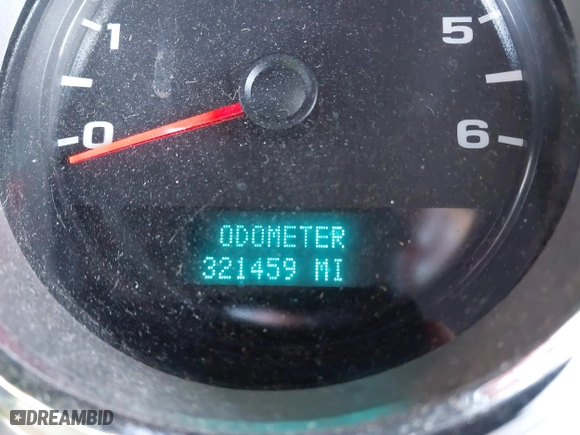 1 5
0 6
ODOMETER
321459 MI
DREAMBID